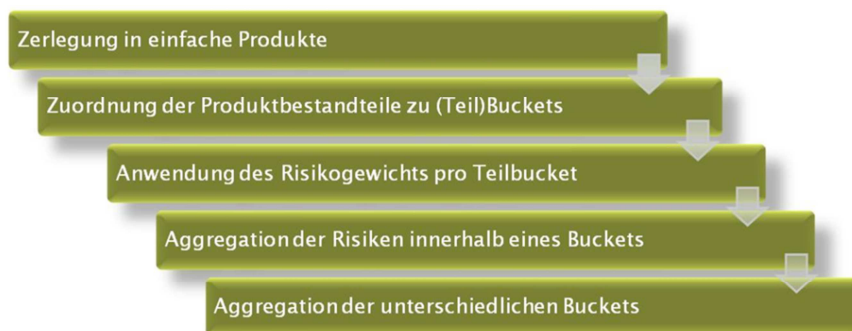 Zerlegung in einfache Produkte
Zuordnung der Produktbestandteile zu (Teil)Buckets
Anwendung des Risikogewichts pro Teilbucket
Aggregation der Risiken innerhalb eines Buckets
Aggregation der unterschiedlichen Buckets